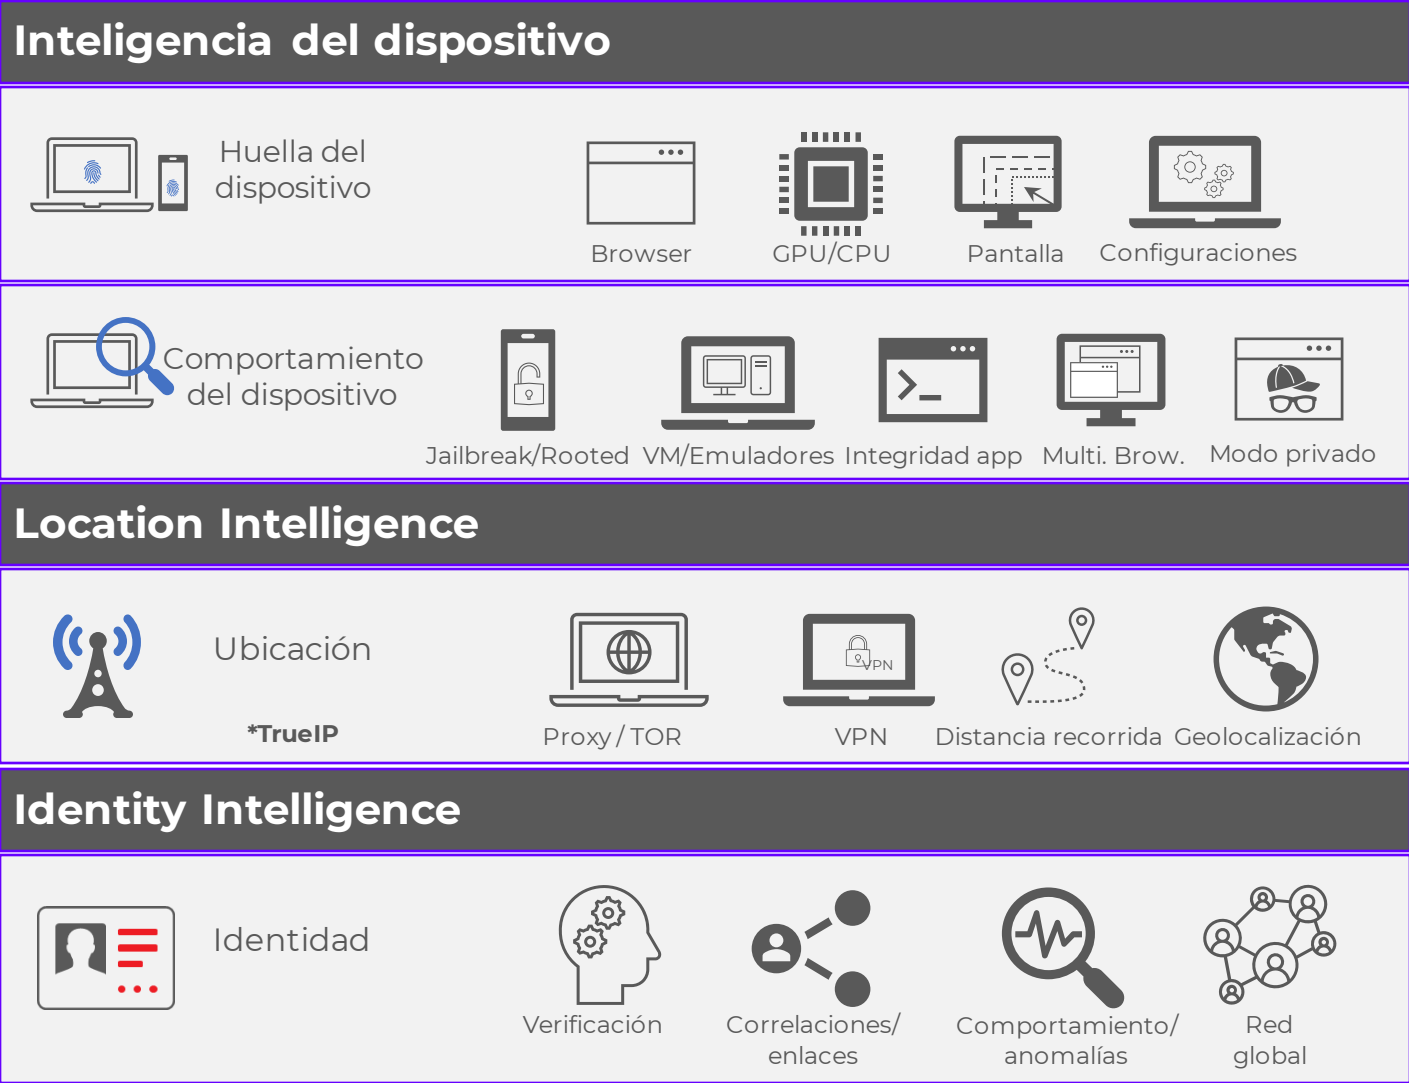 Inteligencia del dispositivo
Huella del
dispositivo
Browser
GPU/CPU
Pantalla
Configuraciones
Comportamiento
del dispositivo
Jailbreak/Rooted
VM/Emuladores
Integridad app
Multi. Brow.
Modo privado
Location Intelligence
Ubicación
*TrueIP
Proxy / TOR
VPN
VPN
Distancia recorrida
Geolocalización
Identity Intelligence
Identidad
Verificación
Correlaciones/
enlaces
Comportamiento/
anomalías
Red
global